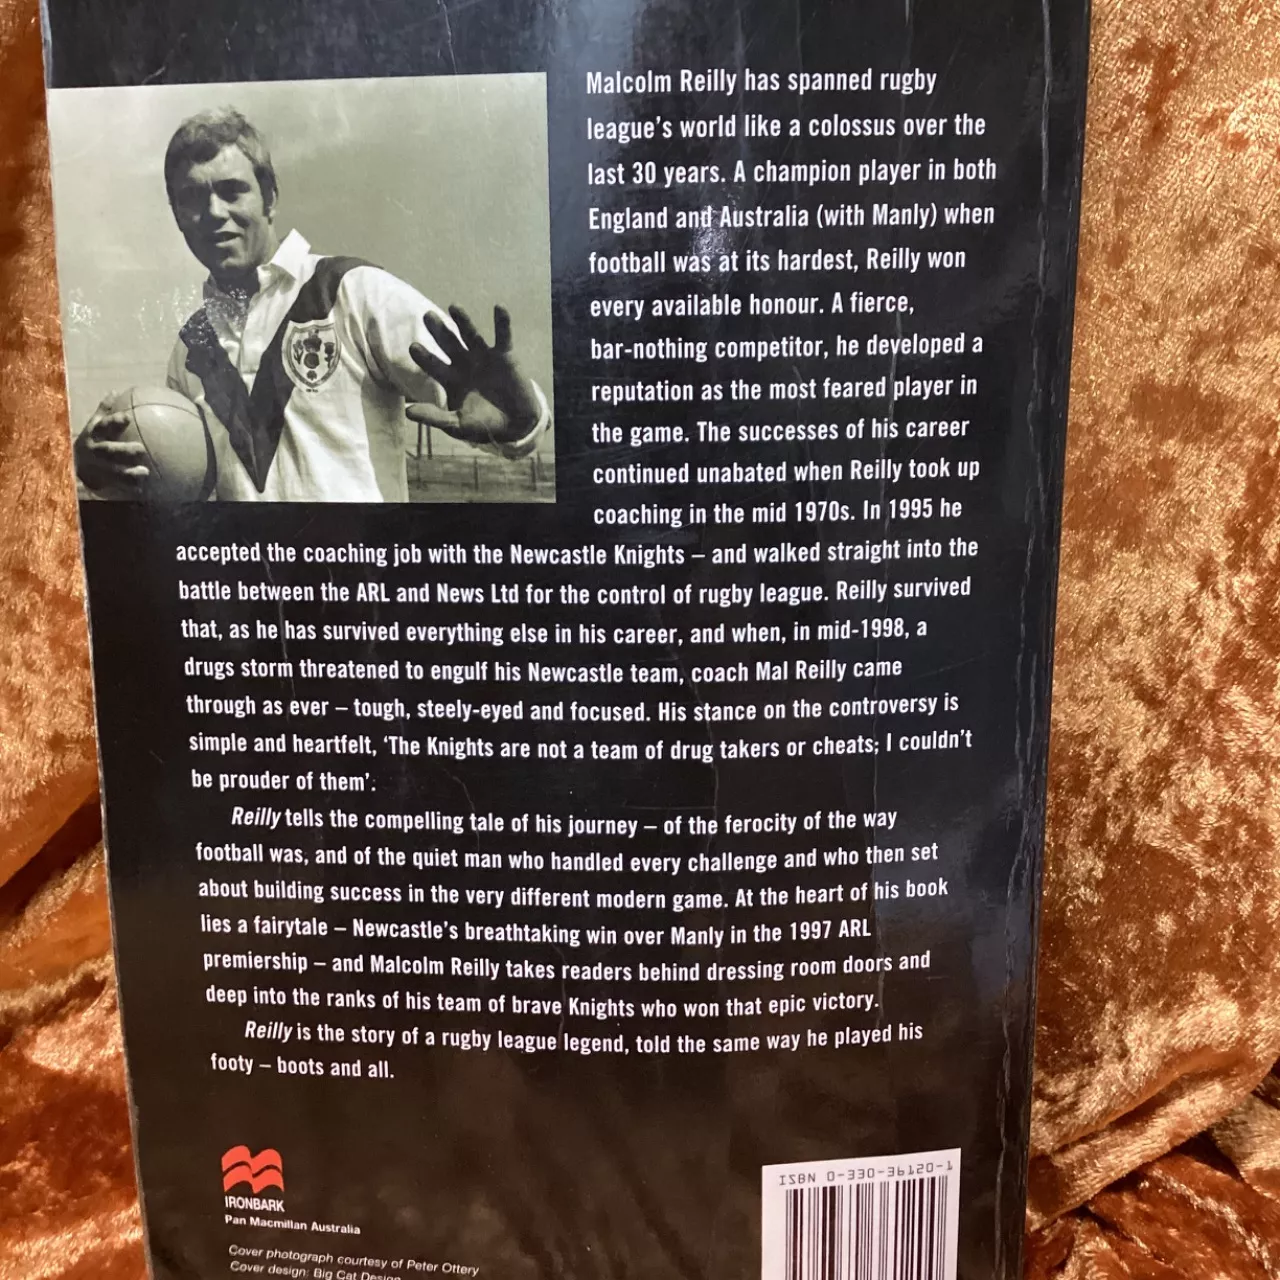 Malcolm Reilly has spanned rugby
league's world like a colossus over the
last 30 years. A champion player in both
England and Australia (with Manly) when
football was at its hardest, Reilly won
every available honour. A fierce,
bar-nothing competitor, he developed a
reputation as the most feared player in
the game. The successes of his career
continued unabated when Reilly took up
coaching in the mid 1970s. In 1995 he
accepted the coaching job with the Newcastle Knights – and walked straight into the
battle between the ARL and News Ltd for the control of rugby league. Reilly survived
that, as he has survived everything else in his career, and when, in mid-1998, a
drugs storm threatened to engulf his Newcastle team, coach Mal Reilly came
through as ever – tough, steely-eyed and focused. His stance on the controversy is
simple and heartfelt, 'The Knights are not a team of drug takers or cheats; I couldn't
be prouder of them'.
Reilly tells the compelling tale of his journey – of the ferocity of the way
football was, and of the quiet man who handled every challenge and who then set
about building success in the very different modern game. At the heart of his book
lies a fairytale – Newcastle's breathtaking win over Manly in the 1997 ARL
premiership – and Malcolm Reilly takes readers behind dressing room doors and
deep into the ranks of his team of brave Knights who won that epic victory.
Reilly is the story of a rugby league legend, told the same way he played his
footy – boots and all.
ISBN 0-330-36120-1
IRONBARK
Pan Macmillan Australia
Cover photograph courtesy of Peter Ottery
Cover design: Big Cat Design